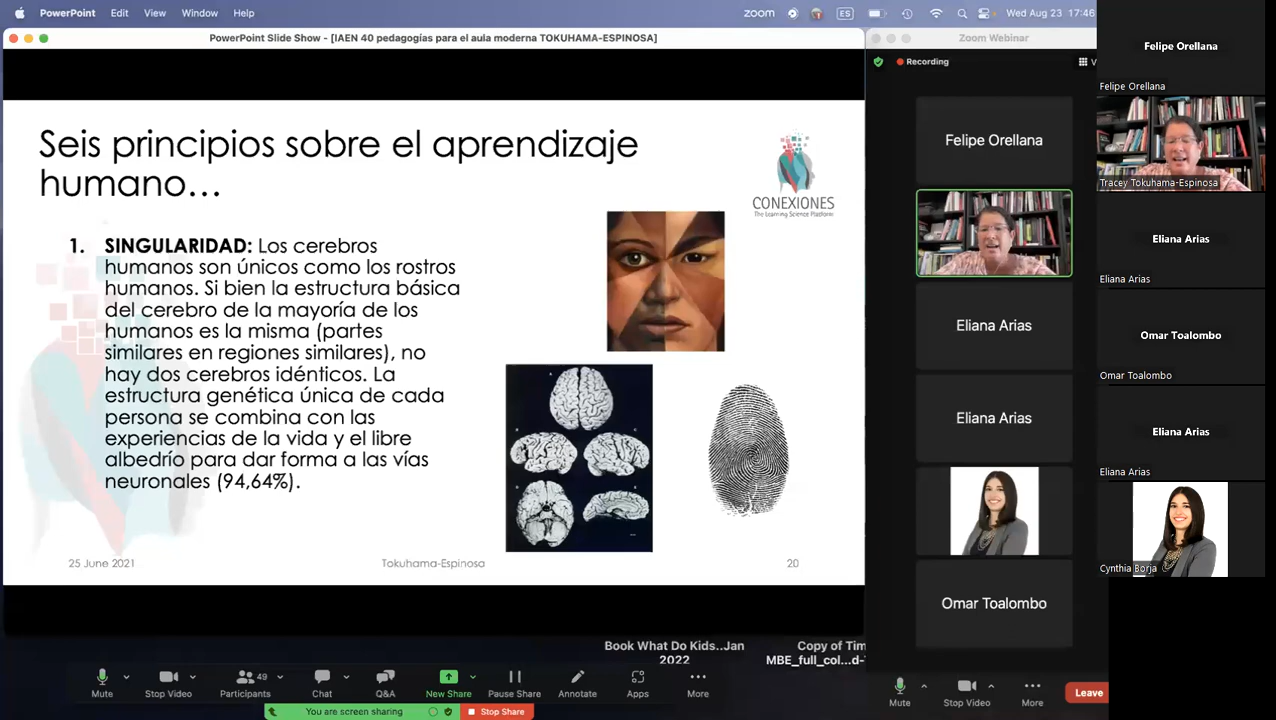 PowerPoint Edit View Window Help
zoom ES Wed Aug 23 17:46
PowerPoint Slide Show - [IAEN 40 pedagogías para el aula moderna TOKUHAMA-ESPINOSA]
Seis principios sobre el aprendizaje
humano…
CONEXIONES
The Learning Science Platform
1. SINGULARIDAD: Los cerebros
humanos son únicos como los rostros
humanos. Si bien la estructura básica
del cerebro de la mayoría de los
humanos es la misma (partes
similares en regiones similares), no
hay dos cerebros idénticos. La
estructura genética única de cada
persona se combina con las
experiencias de la vida y el libre
albedrío para dar forma a las vías
neuronales (94,64%).
25 June 2021 Tokuhama-Espinosa 20
Book What Do Kids..Jan
2022
Copy of Tim
MBE_full_col...d-
Mute Stop Video Participants 49 Chat Q&A New Share Pause Share Annotate Apps More
You are screen sharing Stop Share
Zoom Webinar
Recording V
Felipe Orellana
Eliana Arias
Eliana Arias
Omar Toalombo
Mute Stop Video More Leave
Felipe Orellana
Felipe Orellana
Tracey Tokuhama-Espinosa
Eliana Arias
Eliana Arias
Omar Toalombo
Omar Toalombo
Eliana Arias
Eliana Arias
Cynthia Borja